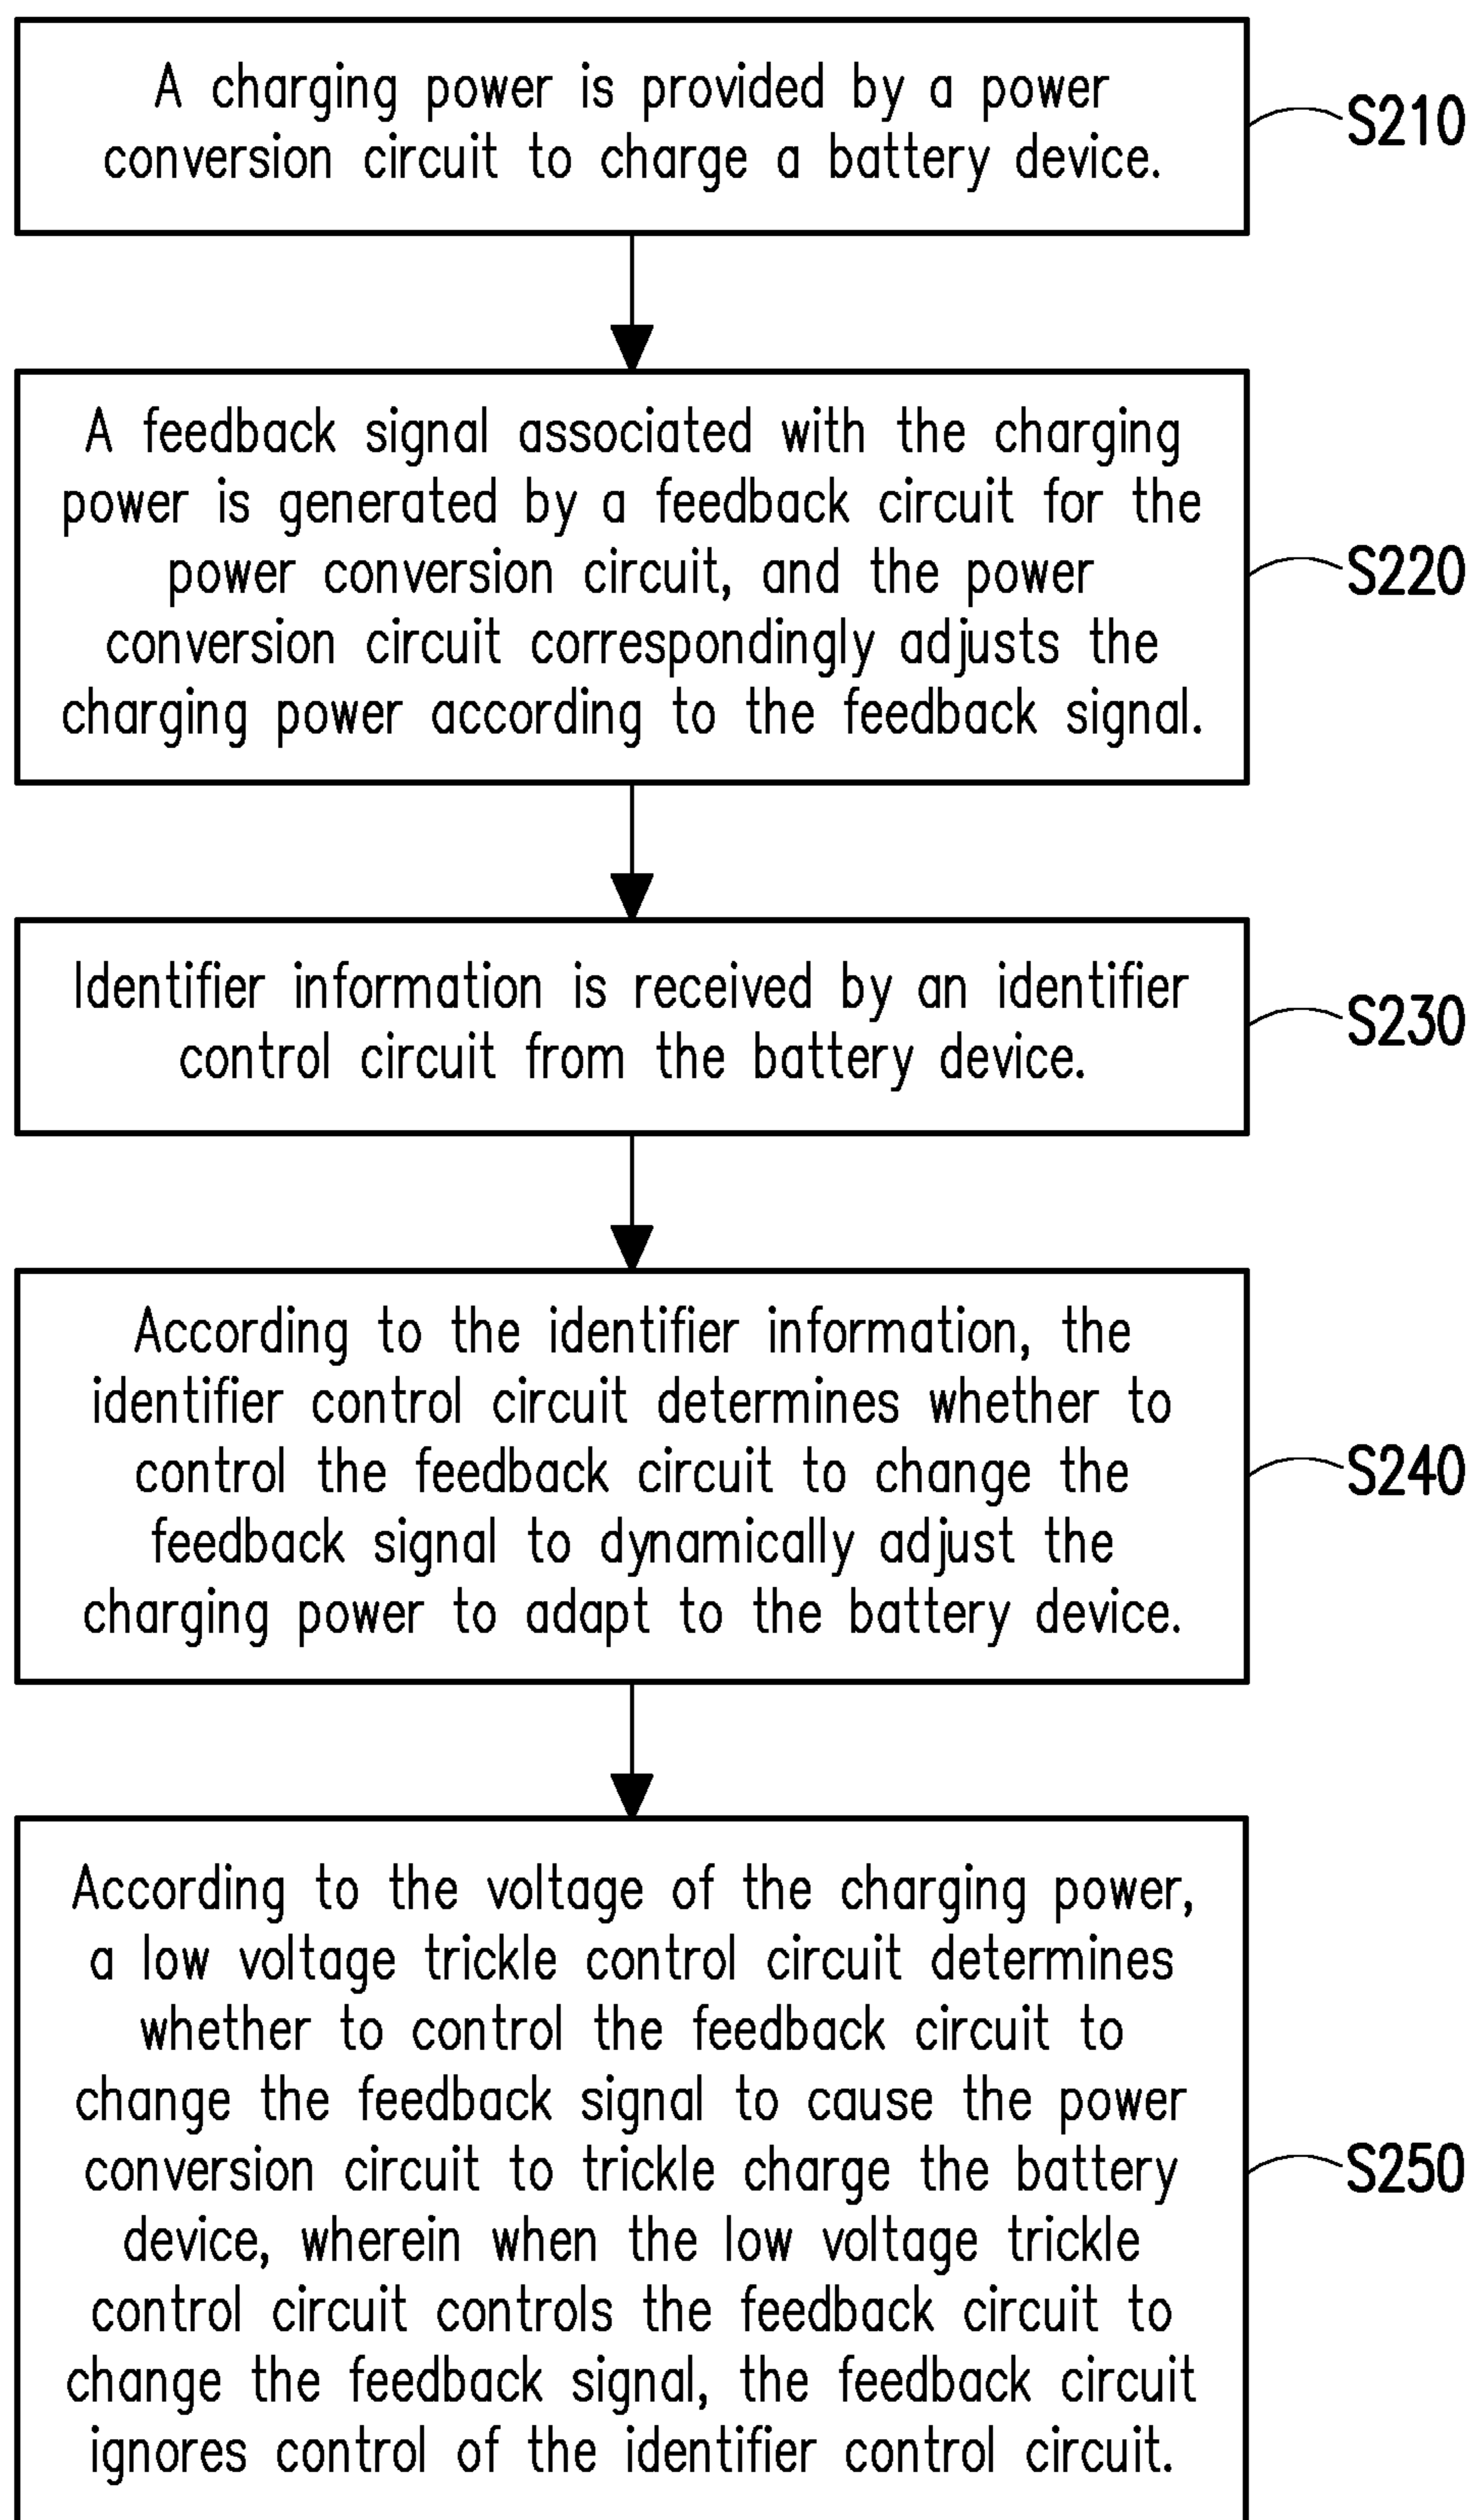 A charging power is provided by a power
conversion circuit to charge a battery device.
S210
A feedback signal associated with the charging
power is generated by a feedback circuit for the
power conversion circuit, and the power
conversion circuit correspondingly adjusts the
charging power according to the feedback signal.
S220
Identifier information is received by an identifier
control circuit from the battery device.
S230
According to the identifier information, the
identifier control circuit determines whether to
control the feedback circuit to change the
feedback signal to dynamically adjust the
charging power to adapt to the battery device.
S240
According to the voltage of the charging power,
a low voltage trickle control circuit determines
whether to control the feedback circuit to
change the feedback signal to cause the power
conversion circuit to trickle charge the battery
device, wherein when the low voltage trickle
control circuit controls the feedback circuit to
change the feedback signal, the feedback circuit
ignores control of the identifier control circuit.
S250